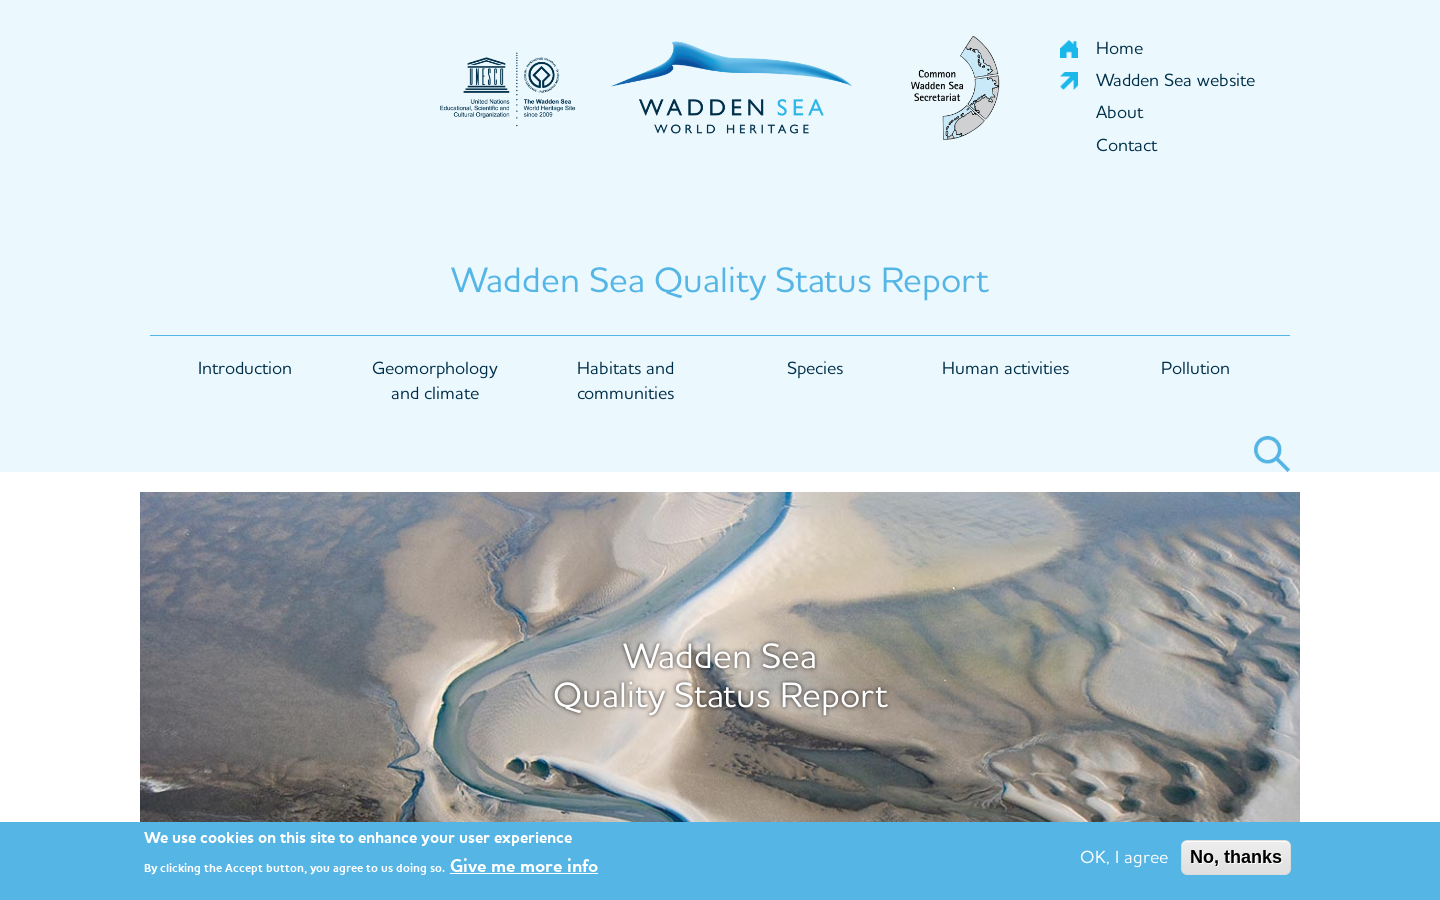 UNESCO
United Nations
Educational, Scientific and
Cultural Organization
The Wadden Sea
World Heritage Site
since 2009
WADDEN SEA
WORLD HERITAGE
Common
Wadden Sea
Secretariat
Home
Wadden Sea website
About
Contact
Wadden Sea Quality Status Report
Introduction
Geomorphology
and climate
Habitats and
communities
Species
Human activities
Pollution
Wadden Sea
Quality Status Report
We use cookies on this site to enhance your user experience
By clicking the Accept button, you agree to us doing so. Give me more info
OK, I agree
No, thanks